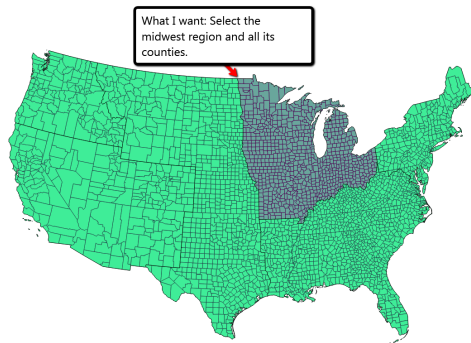 What I want: Select the
midwest region and all its
counties.